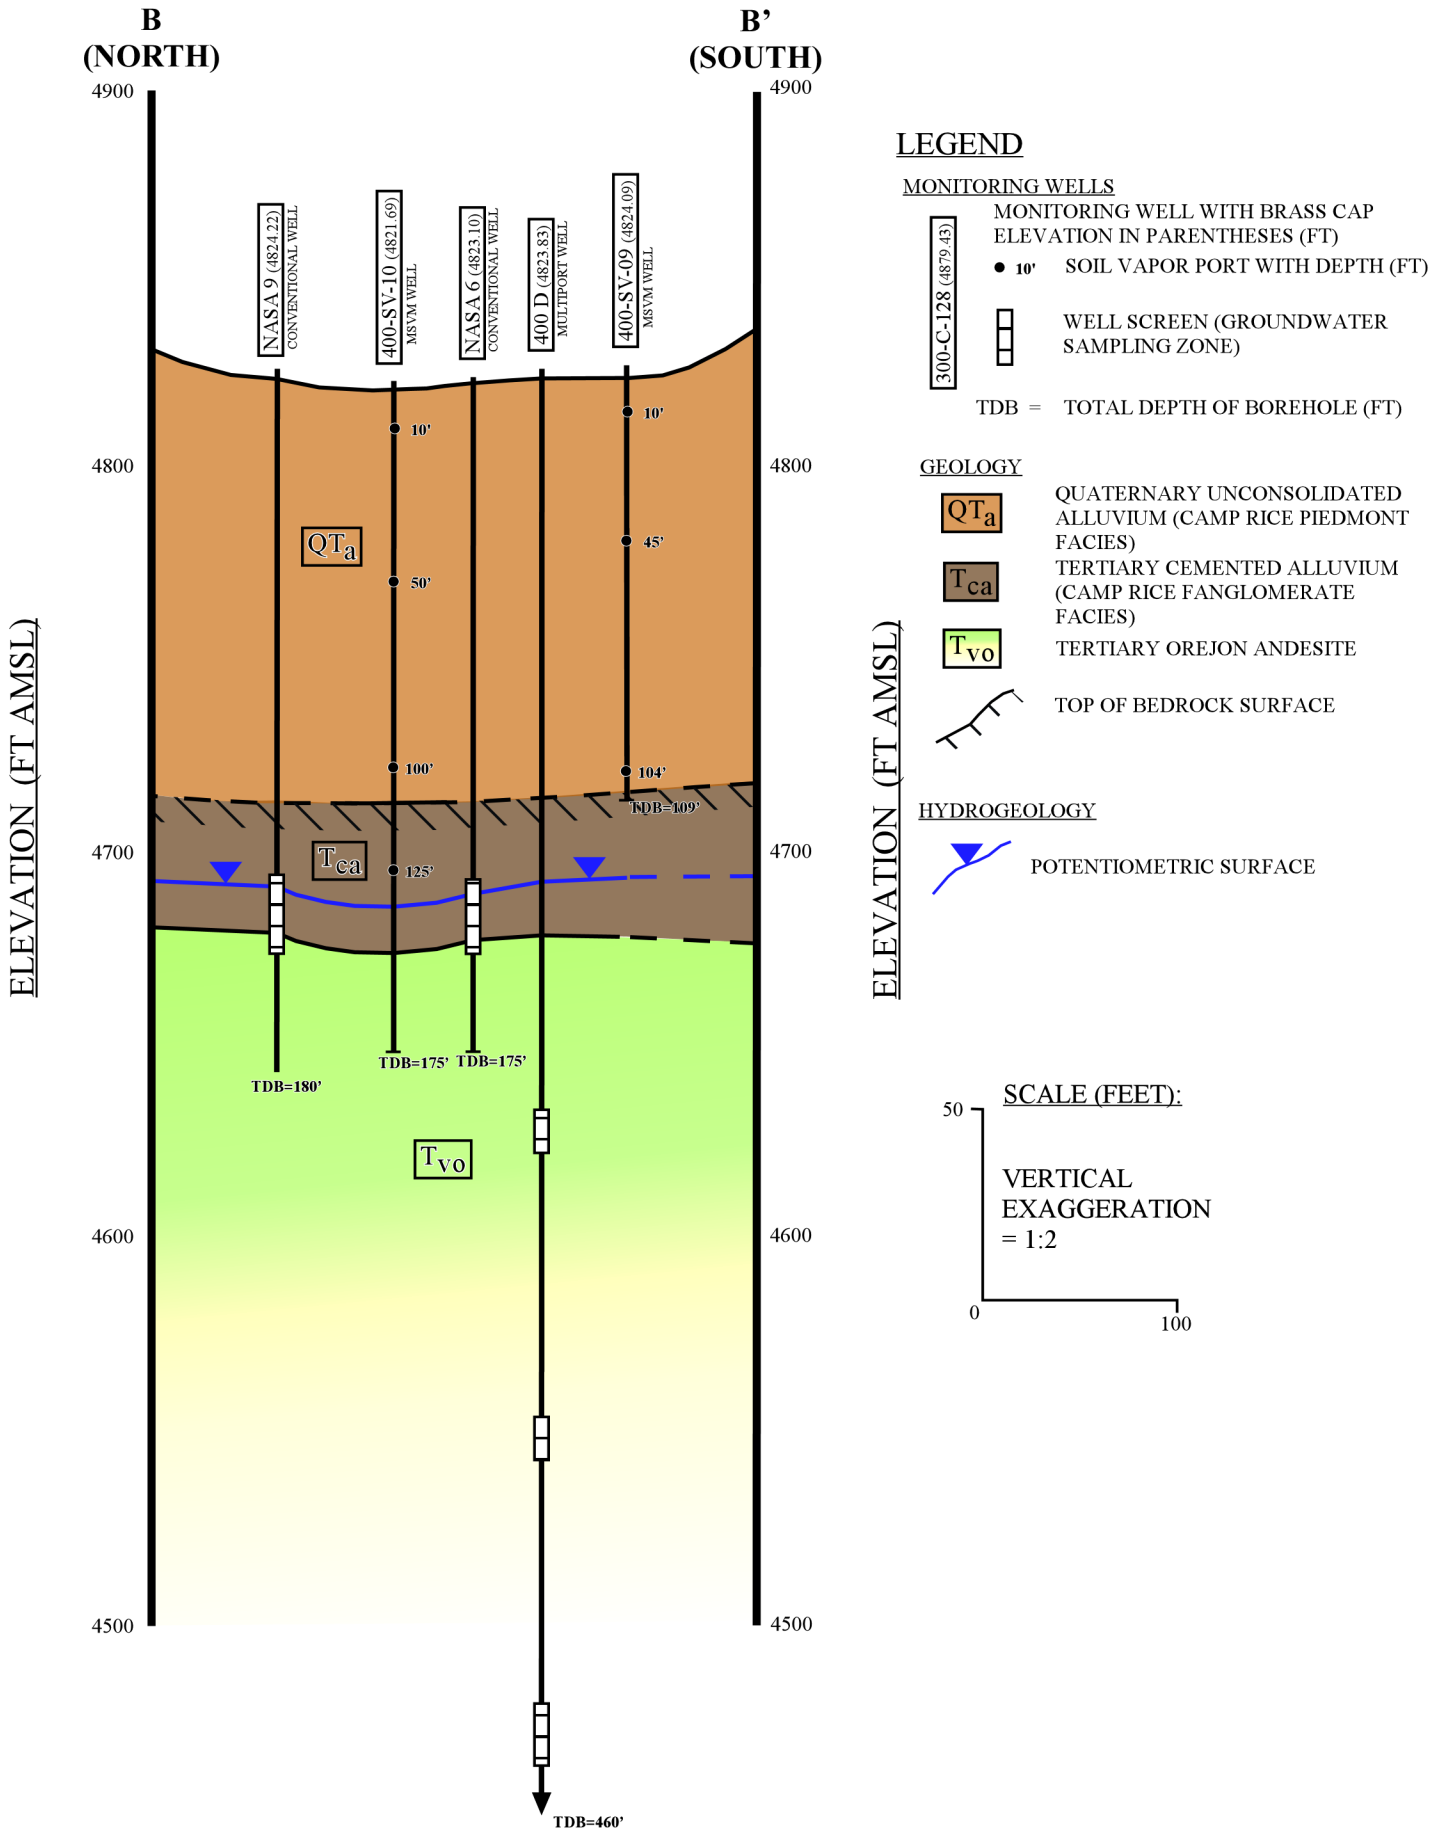 B
(NORTH)
B’
(SOUTH)
4900
4900
NASA 9 (4824.22)
CONVENTIONAL WELL
400-SV-10 (4821.69)
MSVM WELL
NASA 6 (4823.10)
CONVENTIONAL WELL
400 D (4823.83)
MULTIPORT WELL
400-SV-09 (4824.09)
MSVM WELL
10'
10'
4800
4800
QTa
45'
50'
100'
104'
TDB=109'
4700
4700
Tca
125'
ELEVATION (FT AMSL)
ELEVATION (FT AMSL)
TDB=180’
TDB=175’
TDB=175’
Tvo
4600
4600
4500
4500
TDB=460’
LEGEND
MONITORING WELLS
300-C-128 (4879.43)
MONITORING WELL WITH BRASS CAP
ELEVATION IN PARENTHESES (FT)
10' SOIL VAPOR PORT WITH DEPTH (FT)
WELL SCREEN (GROUNDWATER
SAMPLING ZONE)
TDB = TOTAL DEPTH OF BOREHOLE (FT)
GEOLOGY
QTa
QUATERNARY UNCONSOLIDATED
ALLUVIUM (CAMP RICE PIEDMONT
FACIES)
Tca
TERTIARY CEMENTED ALLUVIUM
(CAMP RICE FANGLOMERATE
FACIES)
Tvo
TERTIARY OREJON ANDESITE
TOP OF BEDROCK SURFACE
HYDROGEOLOGY
POTENTIOMETRIC SURFACE
SCALE (FEET):
50
VERTICAL
EXAGGERATION
= 1:2
0
100